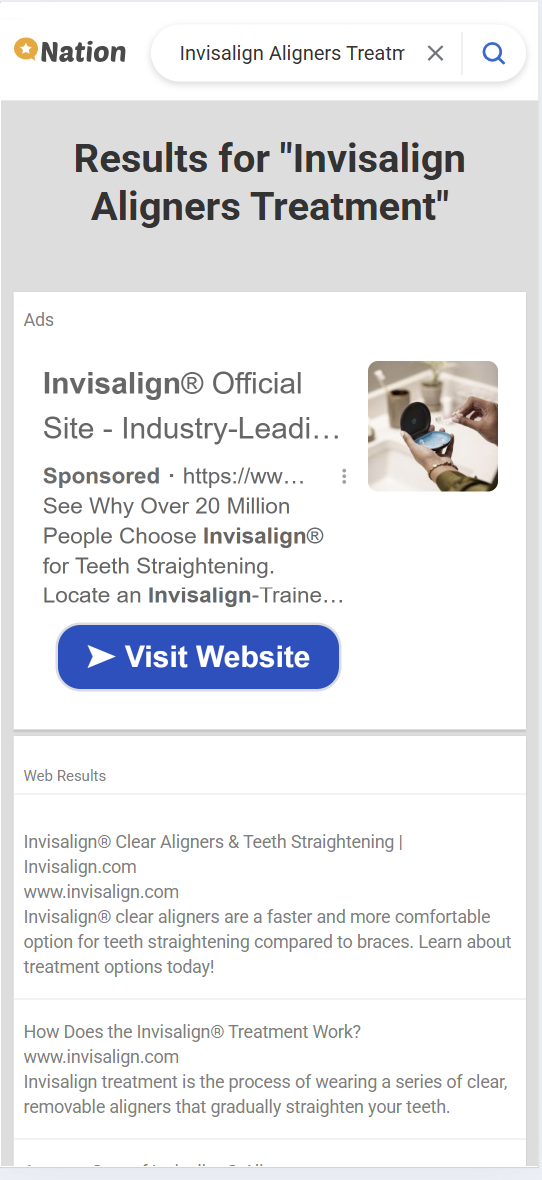 Nation
Invisalign Aligners Treatm
Results for "Invisalign
Aligners Treatment"
Ads
Invisalign® Official
Site - Industry-Leadi...
Sponsored · https://ww...
See Why Over 20 Million
People Choose Invisalign®
for Teeth Straightening.
Locate an Invisalign-Traine...
Visit Website
Web Results
Invisalign® Clear Aligners & Teeth Straightening |
Invisalign.com
www.invisalign.com
Invisalign® clear aligners are a faster and more comfortable
option for teeth straightening compared to braces. Learn about
treatment options today!
How Does the Invisalign® Treatment Work?
www.invisalign.com
Invisalign treatment is the process of wearing a series of clear,
removable aligners that gradually straighten your teeth.